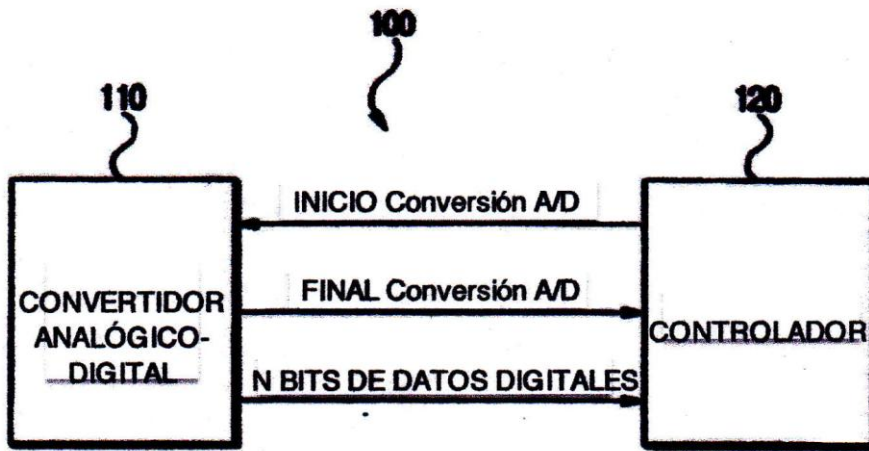 100
110
120
INICIO Conversión A/D
FINAL Conversión A/D
N BITS DE DATOS DIGITALES
CONVERTIDOR
ANALÓGICO-
DIGITAL
CONTROLADOR